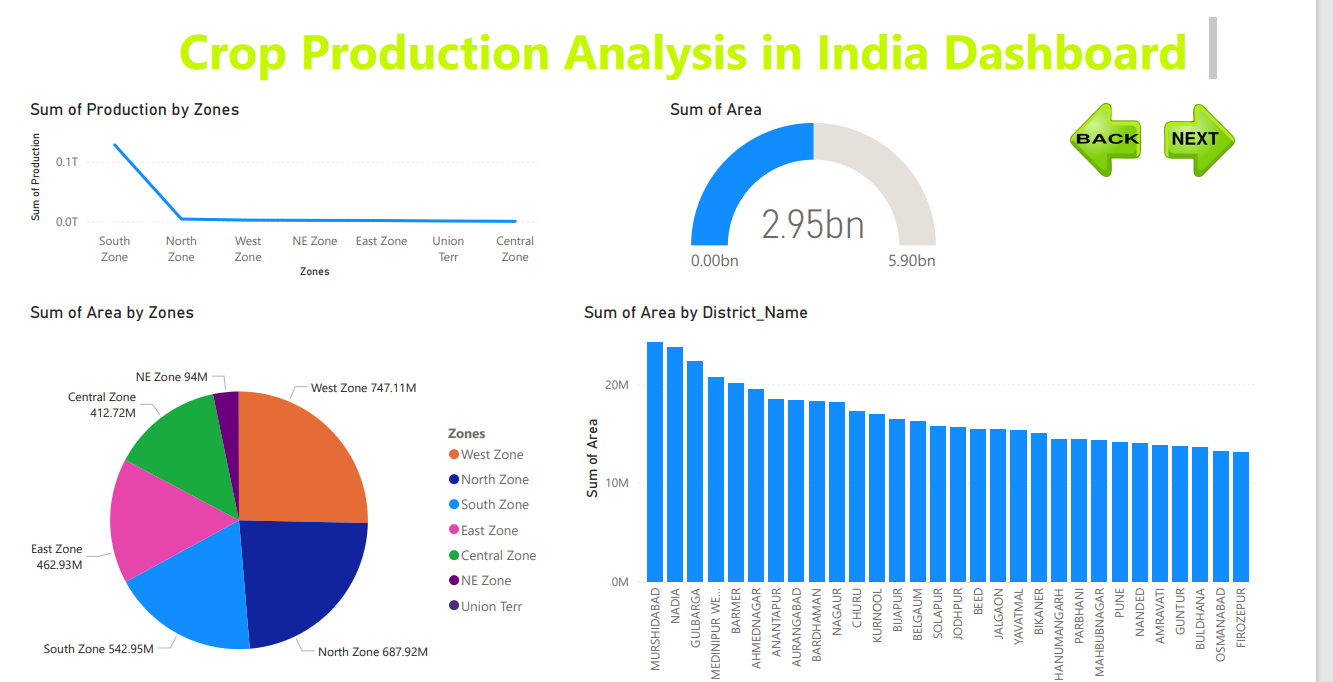 Crop Production Analysis in India Dashboard
Sum of Production by Zones
Sum of Production
0.1T
0.0T
South Zone
North Zone
West Zone
NE Zone
East Zone
Union Terr
Central Zone
Zones
Sum of Area
2.95bn
0.00bn
5.90bn
BACK
NEXT
Sum of Area by Zones
NE Zone 94M
Central Zone
412.72M
West Zone 747.11M
East Zone
462.93M
South Zone 542.95M
North Zone 687.92M
Zones
West Zone
North Zone
South Zone
East Zone
Central Zone
NE Zone
Union Terr
Sum of Area by District_Name
Sum of Area
20M
10M
0M
MURSHIDABAD
NADIA
GULBARGA
MEDINIPUR WE...
BARMER
AHMEDNAGAR
ANANTAPUR
AURANGABAD
BARDHAMAN
NAGAUR
CHURU
KURNOOL
BIJAPUR
BELGAUM
SOLAPUR
JODHPUR
BEED
JALGAON
YAVATMAL
BIKANER
HANUMANGARH
PARBHANI
MAHBUBNAGAR
PUNE
NANDED
AMRAVATI
GUNTUR
BULDHANA
OSMANABAD
FIROZEPUR